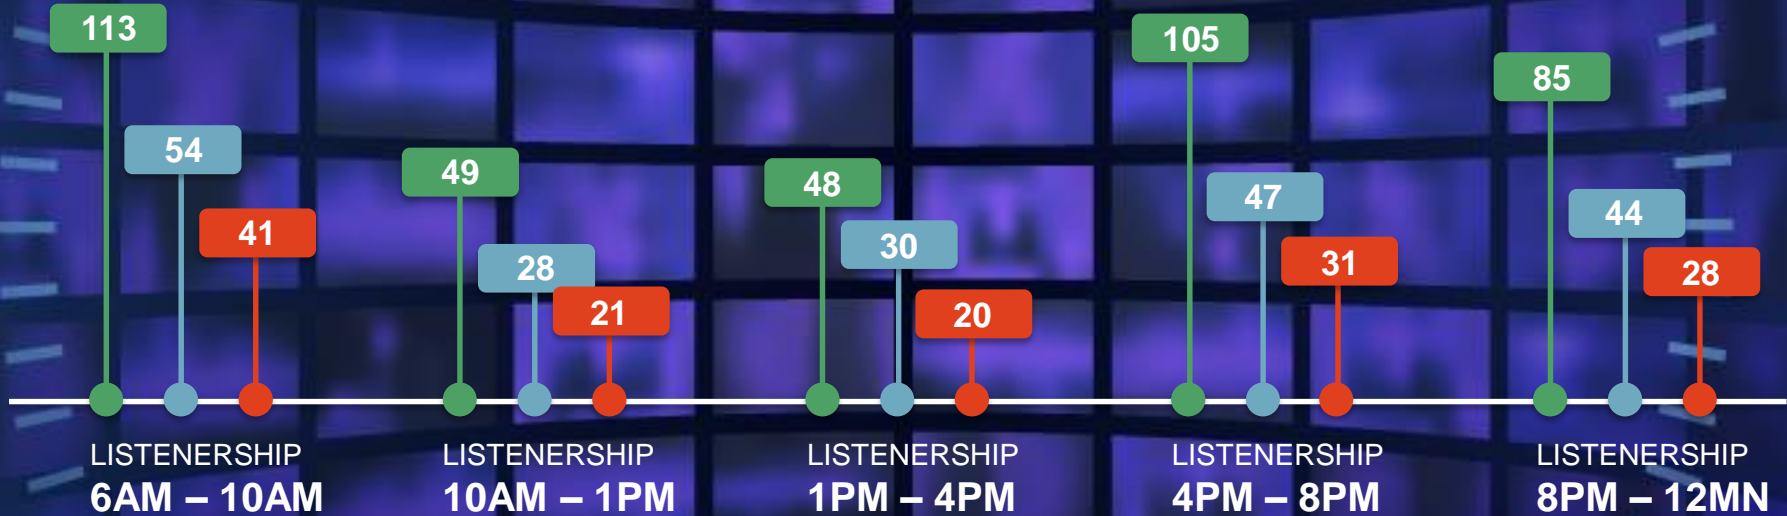 113
54
41
49
28
21
48
30
20
105
47
31
85
44
28
LISTENERSHIP
6AM – 10AM
LISTENERSHIP
10AM – 1PM
LISTENERSHIP
1PM – 4PM
LISTENERSHIP
4PM – 8PM
LISTENERSHIP
8PM – 12MN